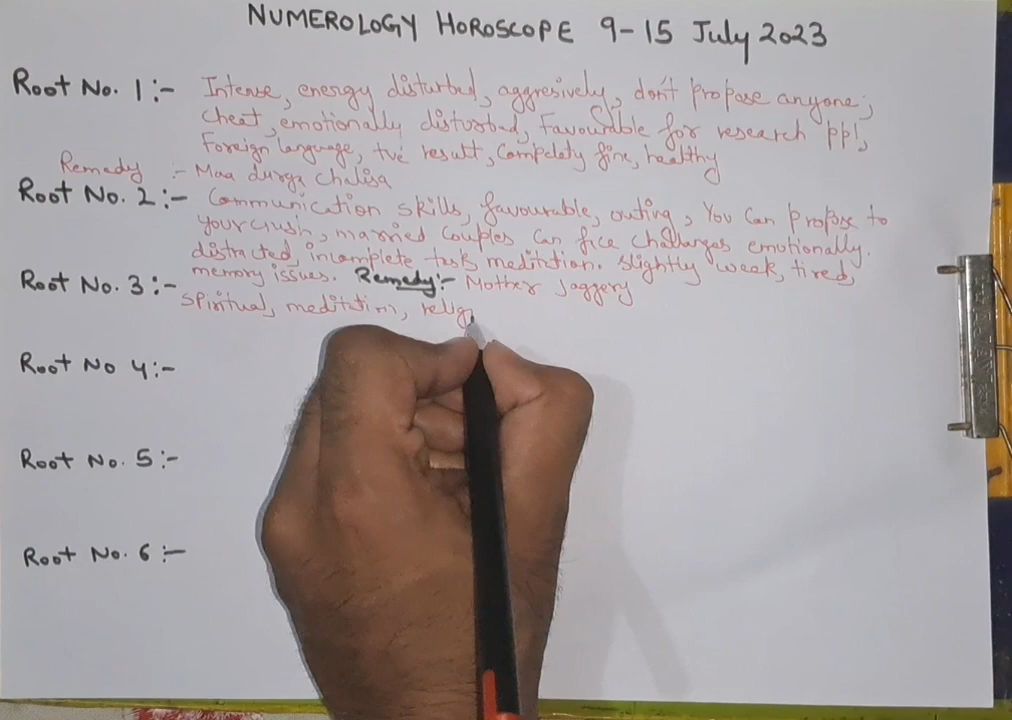 NUMEROLOGY HOROSCOPE 9-15 July 2023
Root No. 1:- Intense, energy disturbed, aggresively, don't propose anyone,
cheat, emotionally distusbed, Favourable for research ppl,
Foreign language, +ve result, Compelaty fine, healthy
Remedy :- Maa durga Chalisa
Root No. 2:- Communication skills, favourable, outing, You Can propose to
your crush, married Couples Can face Challanges emotionally.
distracted, incomplete tasks meditation. Slightly weak, tired,
memory issues. Remedy:- Mother Jaggery
Root No. 3:- Spiritual, meditation, relig
Root No 4:-
Root No. 5:-
Root No. 6:-